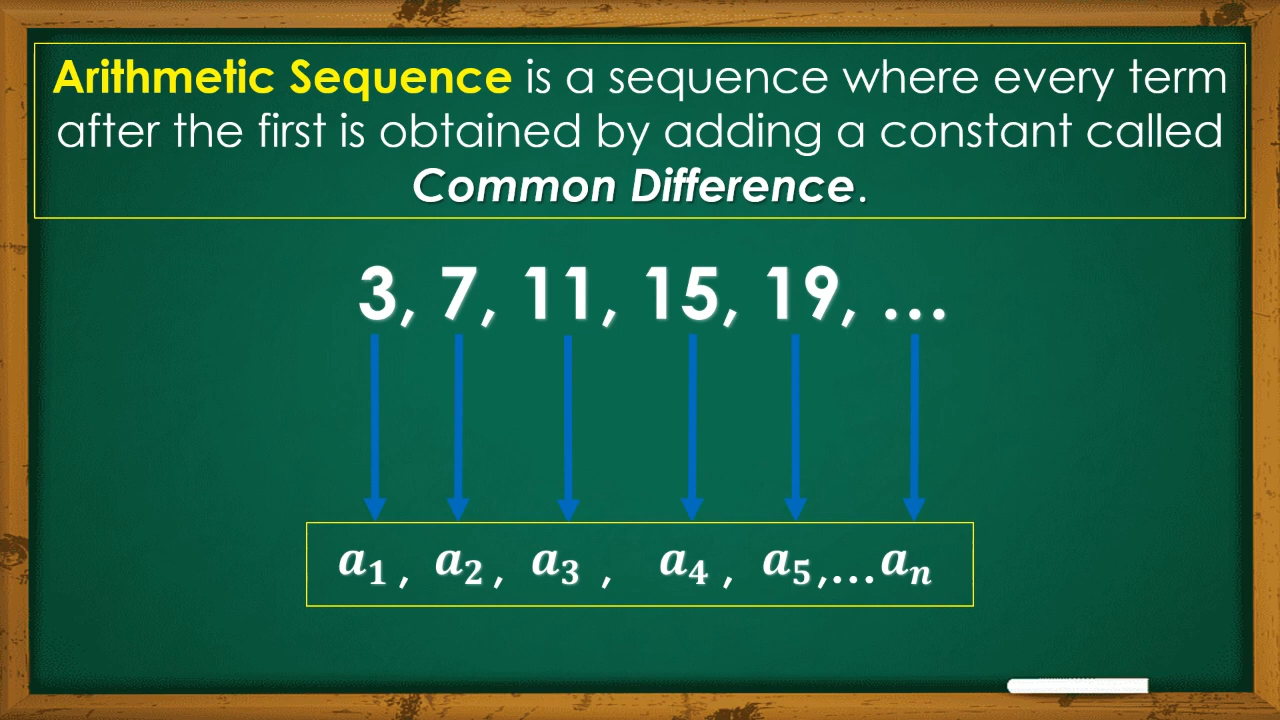 Arithmetic Sequence is a sequence where every term
after the first is obtained by adding a constant called
Common Difference.
3, 7, 11, 15, 19, …
a₁ , a₂ , a₃ , a₄ , a₅,…aₙ